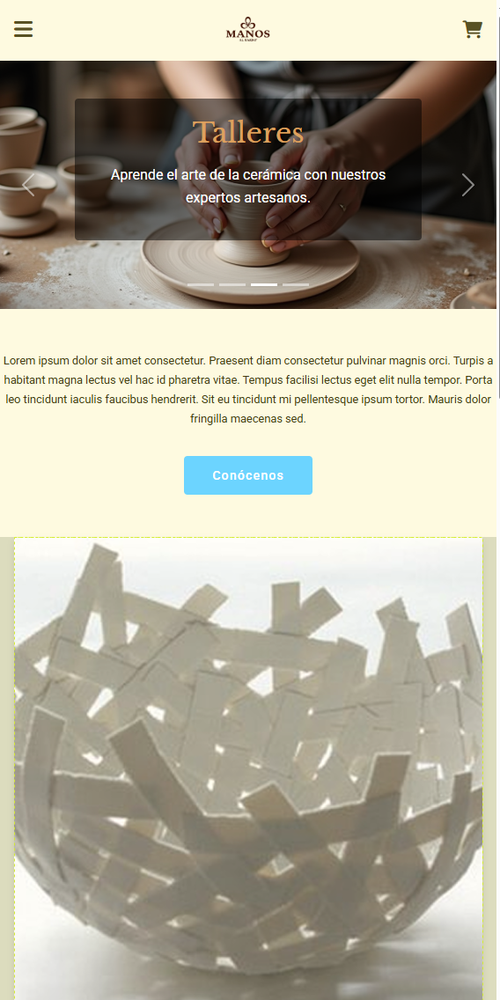 MANOS
Talleres
Aprende el arte de la cerámica con nuestros
expertos artesanos.
Lorem ipsum dolor sit amet consectetur. Praesent diam consectetur pulvinar magnis orci. Turpis a
habitant magna lectus vel hac id pharetra vitae. Tempus facilisi lectus eget elit nulla tempor. Porta
leo tincidunt iaculis faucibus hendrerit. Sit eu tincidunt mi pellentesque ipsum tortor. Mauris dolor
fringilla maecenas sed.
Conócenos